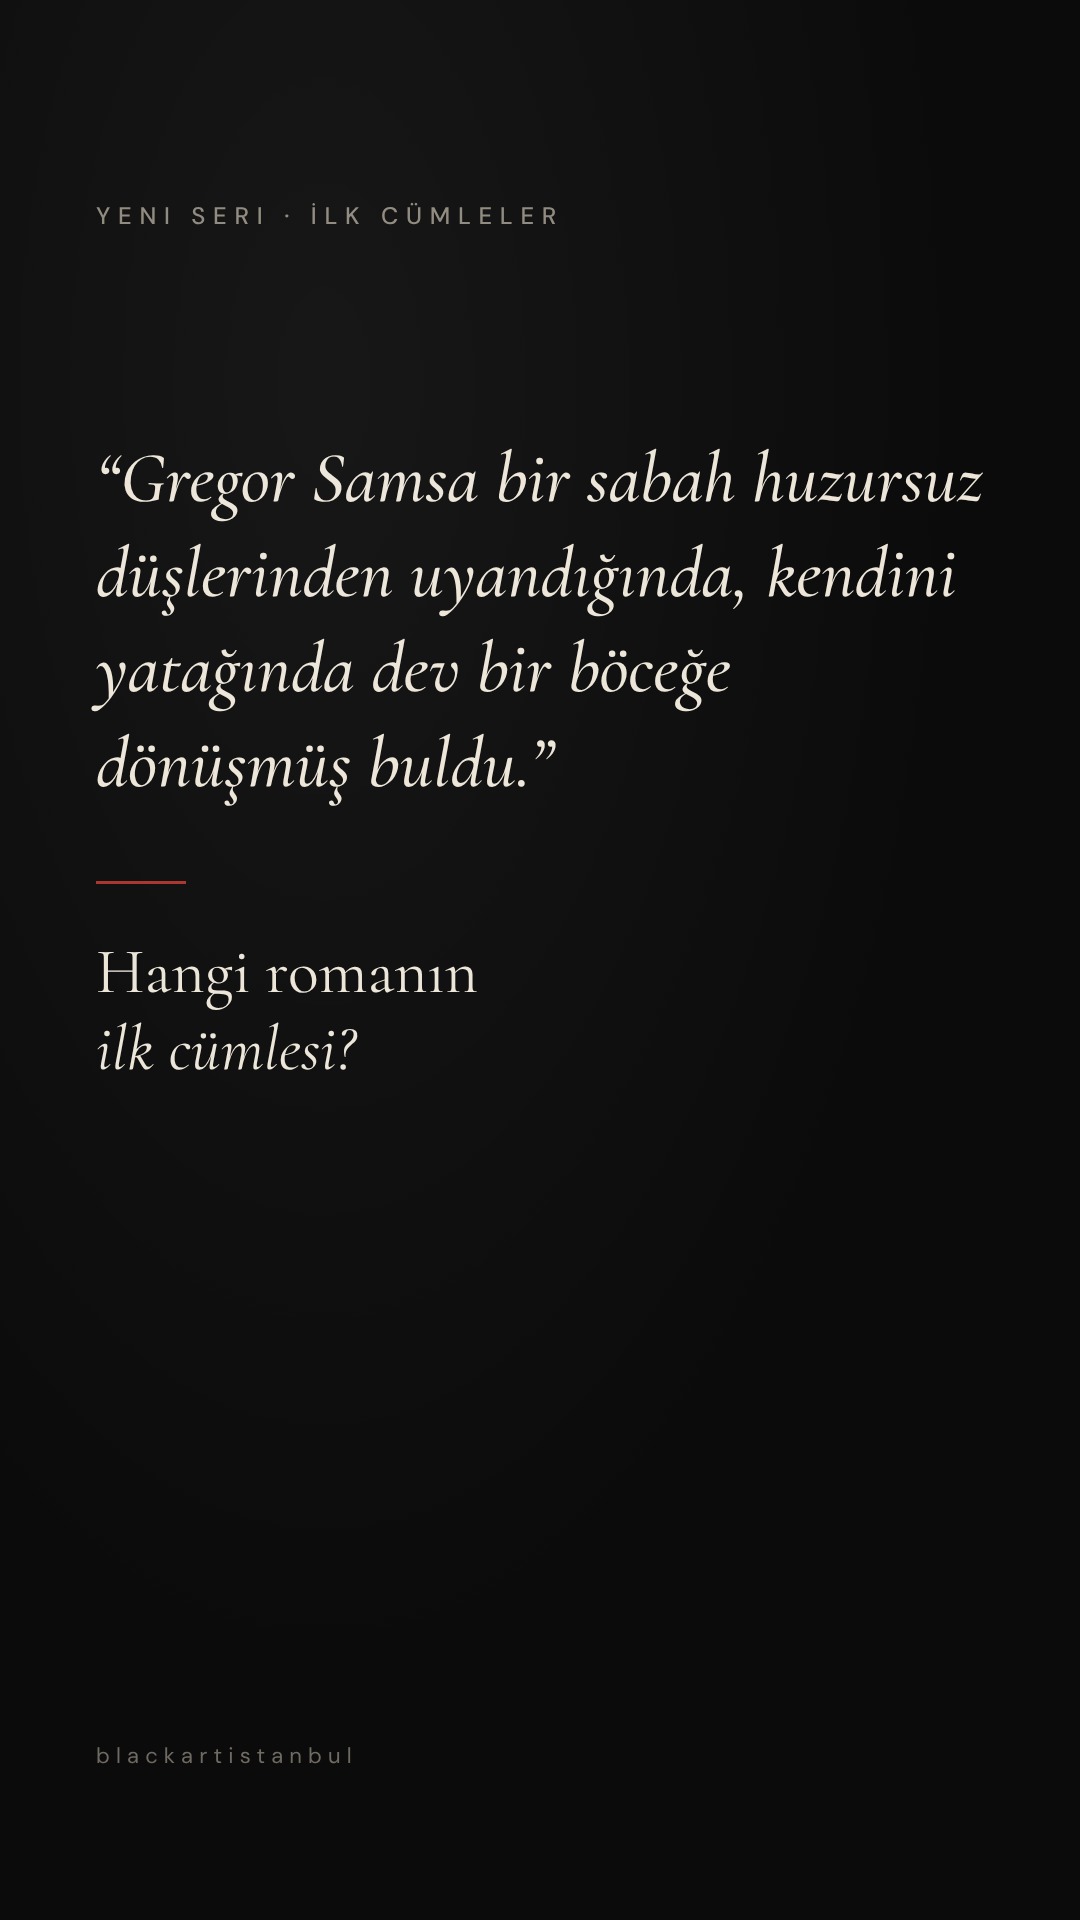 YENI SERI · İLK CÜMLELER
“Gregor Samsa bir sabah huzursuz
düşlerinden uyandığında, kendini
yatağında dev bir böceğe
dönüşmüş buldu.”
Hangi romanın
ilk cümlesi?
blackartistanbul